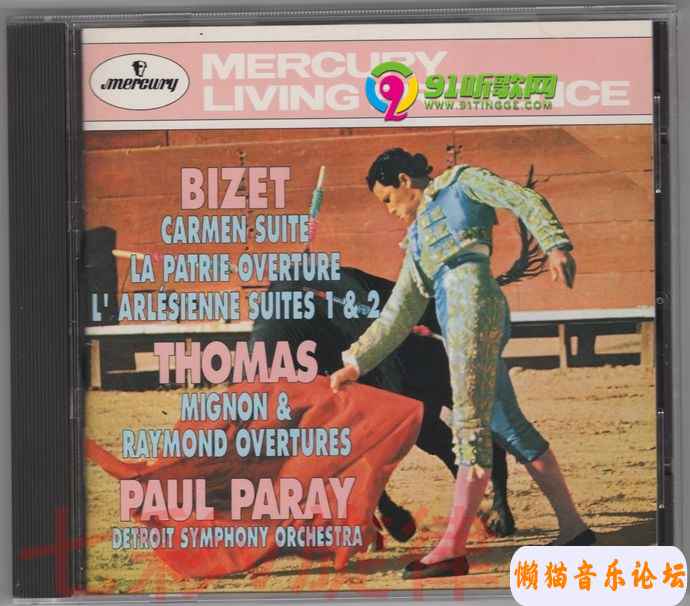 mercury
MERCURY
LIVING
NCE
91听歌网
WWW.91TINGGE.COM
BIZET
CARMEN SUITE
LA PATRIE OVERTURE
L' ARLÉSIENNE SUITES 1 & 2
THOMAS
MIGNON &
RAYMOND OVERTURES
PAUL PARAY
DETROIT SYMPHONY ORCHESTRA
懒猫音乐论坛